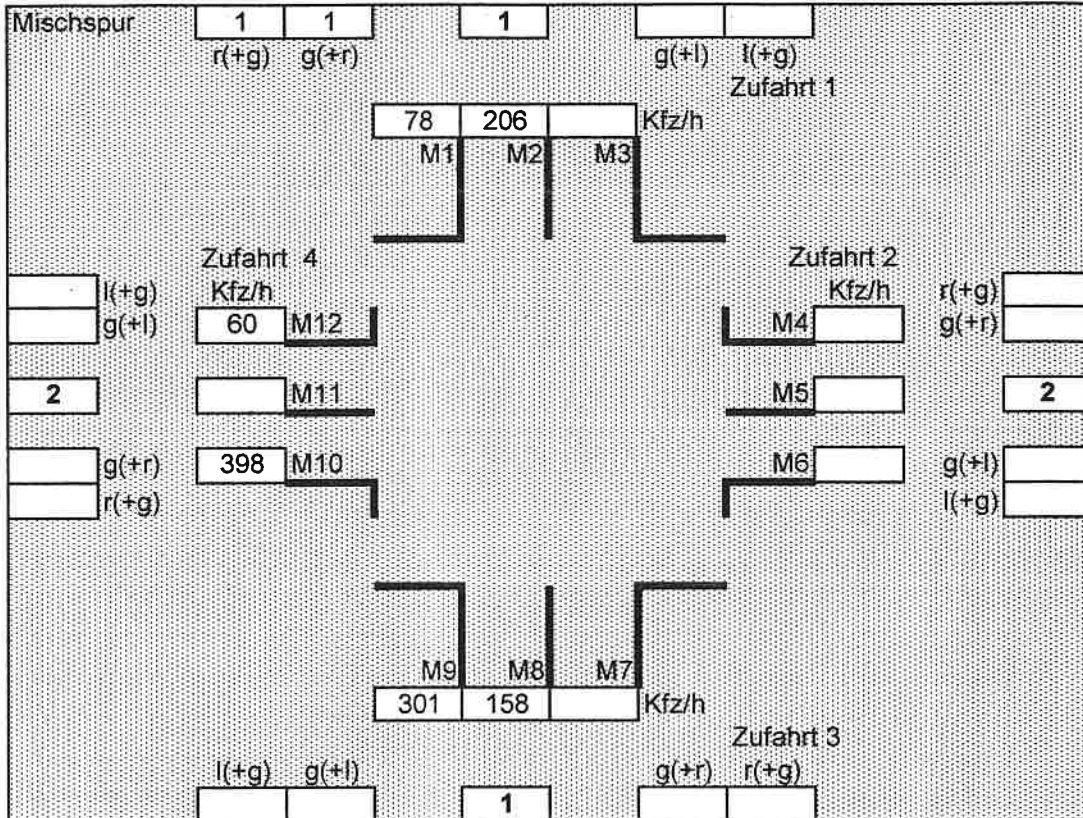 Mischspur 1 1 1
r(+g) g(+r) g(+l) l(+g)
Zufahrt 1
78 206 Kfz/h
M1 M2 M3
Zufahrt 4 Zufahrt 2
l(+g) Kfz/h Kfz/h r(+g)
g(+l) 60 M12 M4 g(+r)
2 M11 M5 2
g(+r) 398 M10 M6 g(+l)
r(+g) l(+g)
M9 M8 M7
301 158 Kfz/h
Zufahrt 3
l(+g) g(+l) g(+r) r(+g)
1